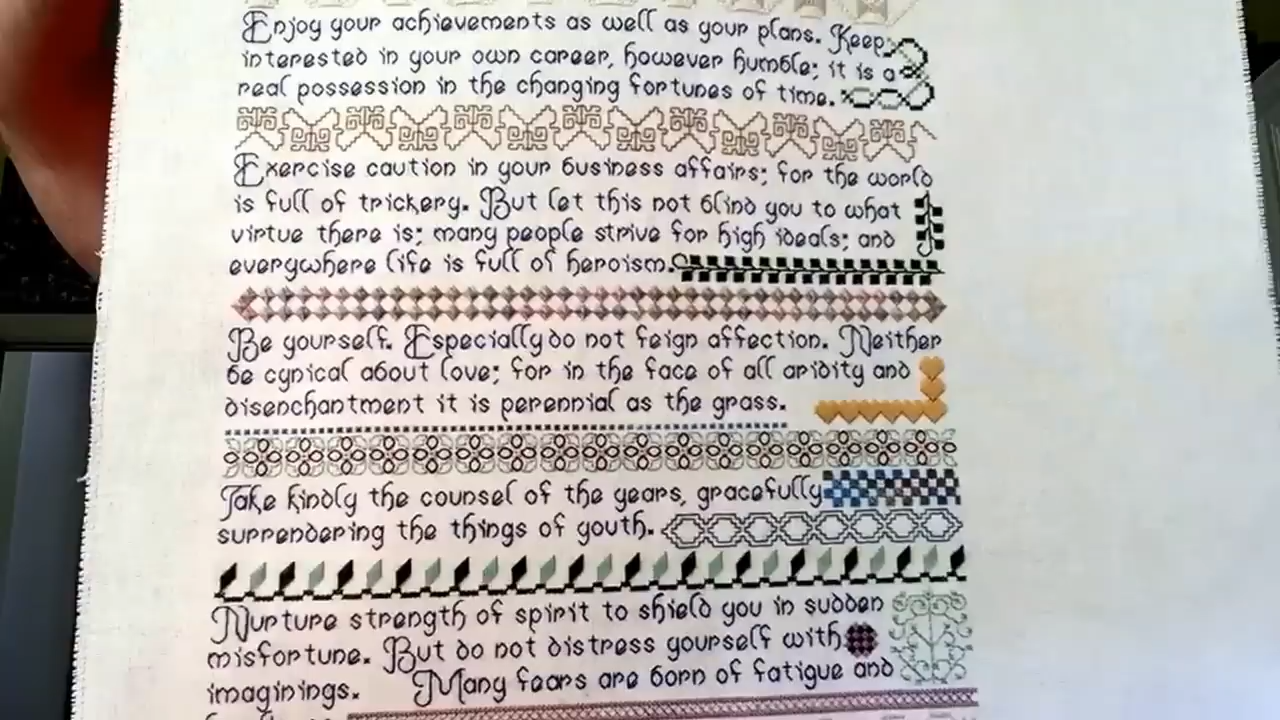 Enjoy your achievements as well as your plans. Keep
interested in your own career, however humble; it is a
real possession in the changing fortunes of time.
Exercise caution in your business affairs; for the world
is full of trickery. But let this not blind you to what
virtue there is; many people strive for high ideals; and
everywhere life is full of heroism.
Be yourself. Especially do not feign affection. Neither
be cynical about love; for in the face of all aridity and
disenchantment it is perennial as the grass.
Take kindly the counsel of the years, gracefully
surrendering the things of youth.
Nurture strength of spirit to shield you in sudden
misfortune. But do not distress yourself with
imaginings. Many fears are born of fatigue and